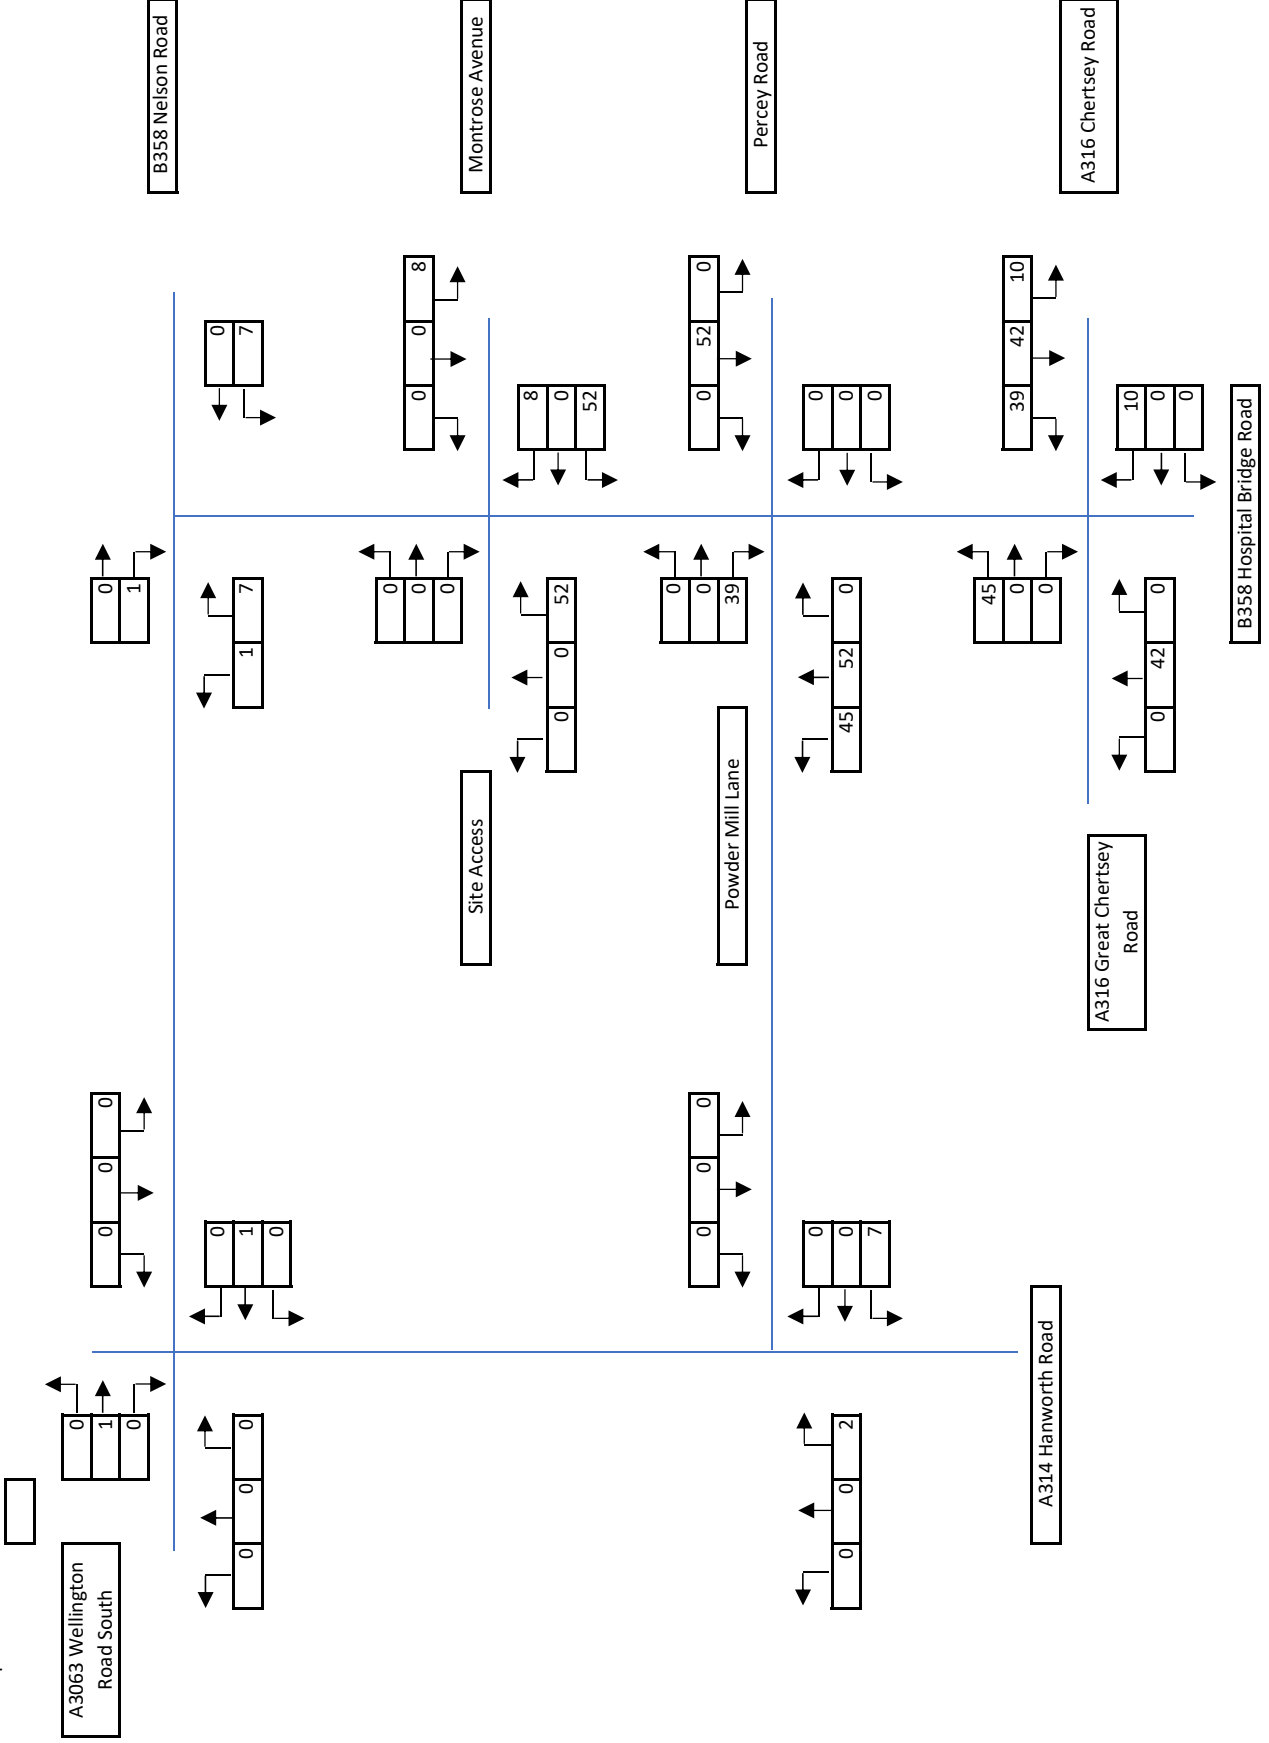 A3063 Wellington
Road South
0
1
0
0 0 0
0
1
B358 Nelson Road
0 0 0
0
1
0
1 7
0
7
0
0
0
0 0 8
Site Access
Montrose Avenue
0 0 52
8
0
52
0 0 0
0
0
39
0 52 0
Powder Mill Lane
Percey Road
0 0 2
0
0
7
45 52 0
0
0
0
45
0
0
39 42 10
A314 Hanworth Road
A316 Great Chertsey
Road
A316 Chertsey Road
0 42 0
10
0
0
B358 Hospital Bridge Road